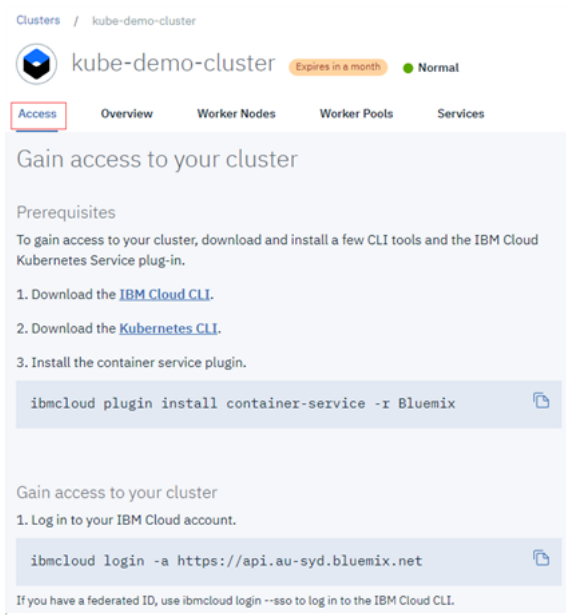 Clusters / kube-demo-cluster
kube-demo-cluster Expires in a month Normal
Access Overview Worker Nodes Worker Pools Services
Gain access to your cluster
Prerequisites
To gain access to your cluster, download and install a few CLI tools and the IBM Cloud
Kubernetes Service plug-in.
1. Download the IBM Cloud CLI.
2. Download the Kubernetes CLI.
3. Install the container service plugin.
ibmcloud plugin install container-service -r Bluemix
Gain access to your cluster
1. Log in to your IBM Cloud account.
ibmcloud login -a https://api.au-syd.bluemix.net
If you have a federated ID, use ibmcloud login --sso to log in to the IBM Cloud CLI.